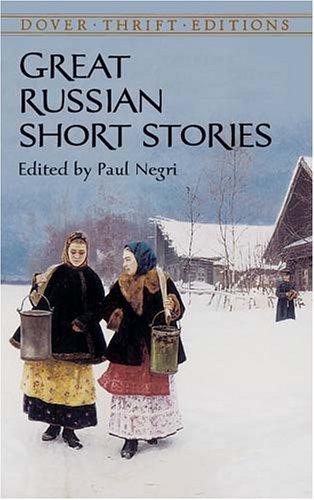 DOVER · THRIFT · EDITIONS
GREAT
RUSSIAN
SHORT STORIES
Edited by Paul Negri